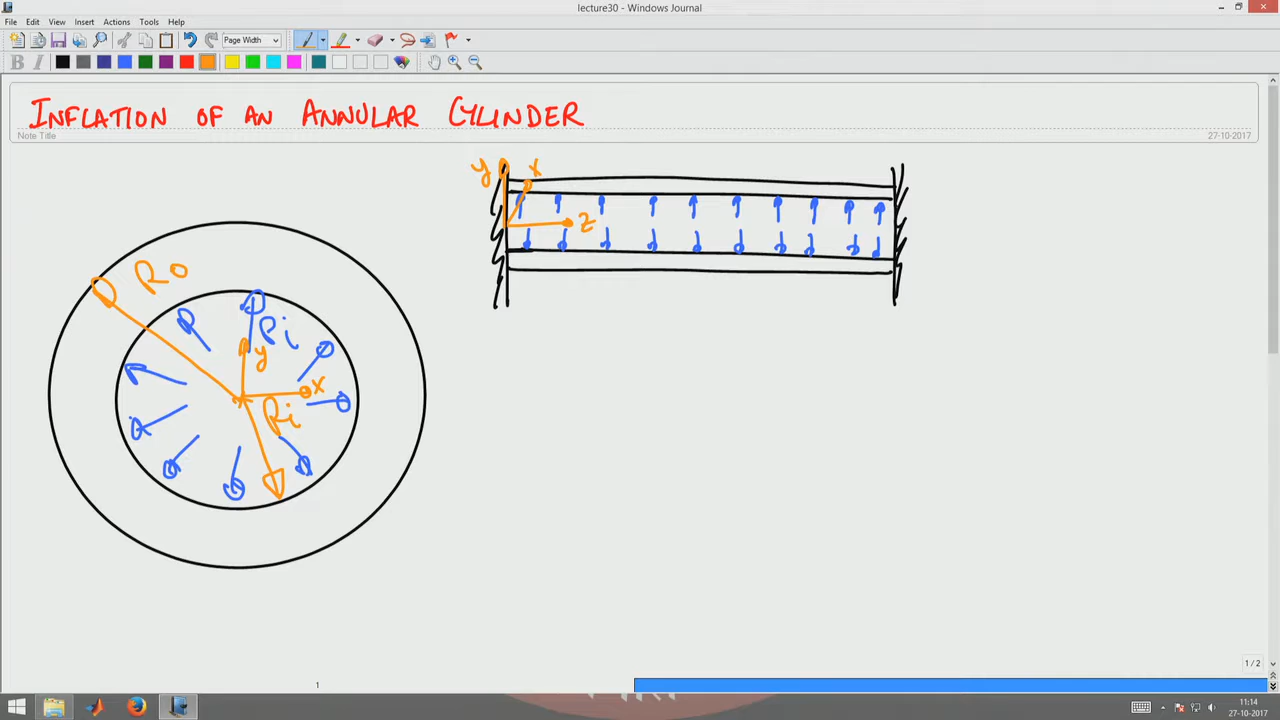 lecture30 - Windows Journal
File Edit View Insert Actions Tools Help
Page Width
B I
INFLATION OF AN ANNULAR CYLINDER
Note Title
27-10-2017
y x
z
Ro
Pi
y
x
Ri
1 / 2
1
11:14
27-10-2017